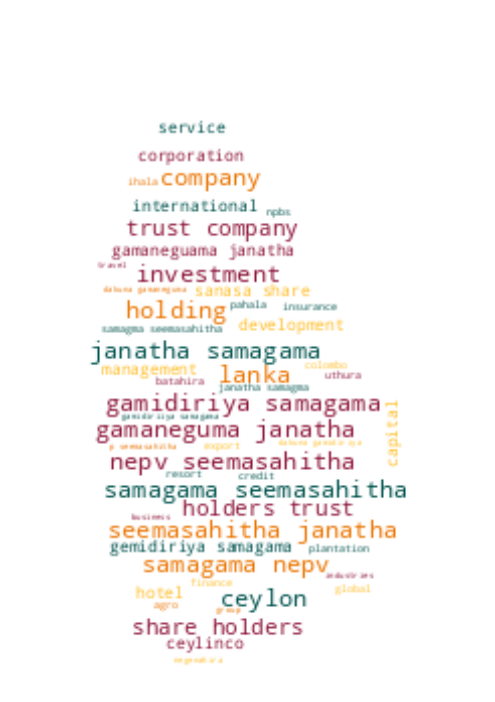 service
corporation
ihala company
international npbs
trust company
gamaneguama janatha
travel
investment
dakuna gamaneguma
sanasa share
holding pahala insurance
samagma seemasahitha development
janatha samagama
management lanka colombo
batahira uthura
janatha samagma
gamidiriya samagama
capital
gamidiriya samagama
gamaneguma janatha
dakuna gamidiriya
p seemasahitha export
nepv seemasahitha
resort credit
samagama seemasahitha
holders trust
business
seemasahitha janatha
gemidiriya samagama plantation
samagama nepv
industries
finance
hotel global
agro ceylon
group
share holders
ceylinco
negenahira